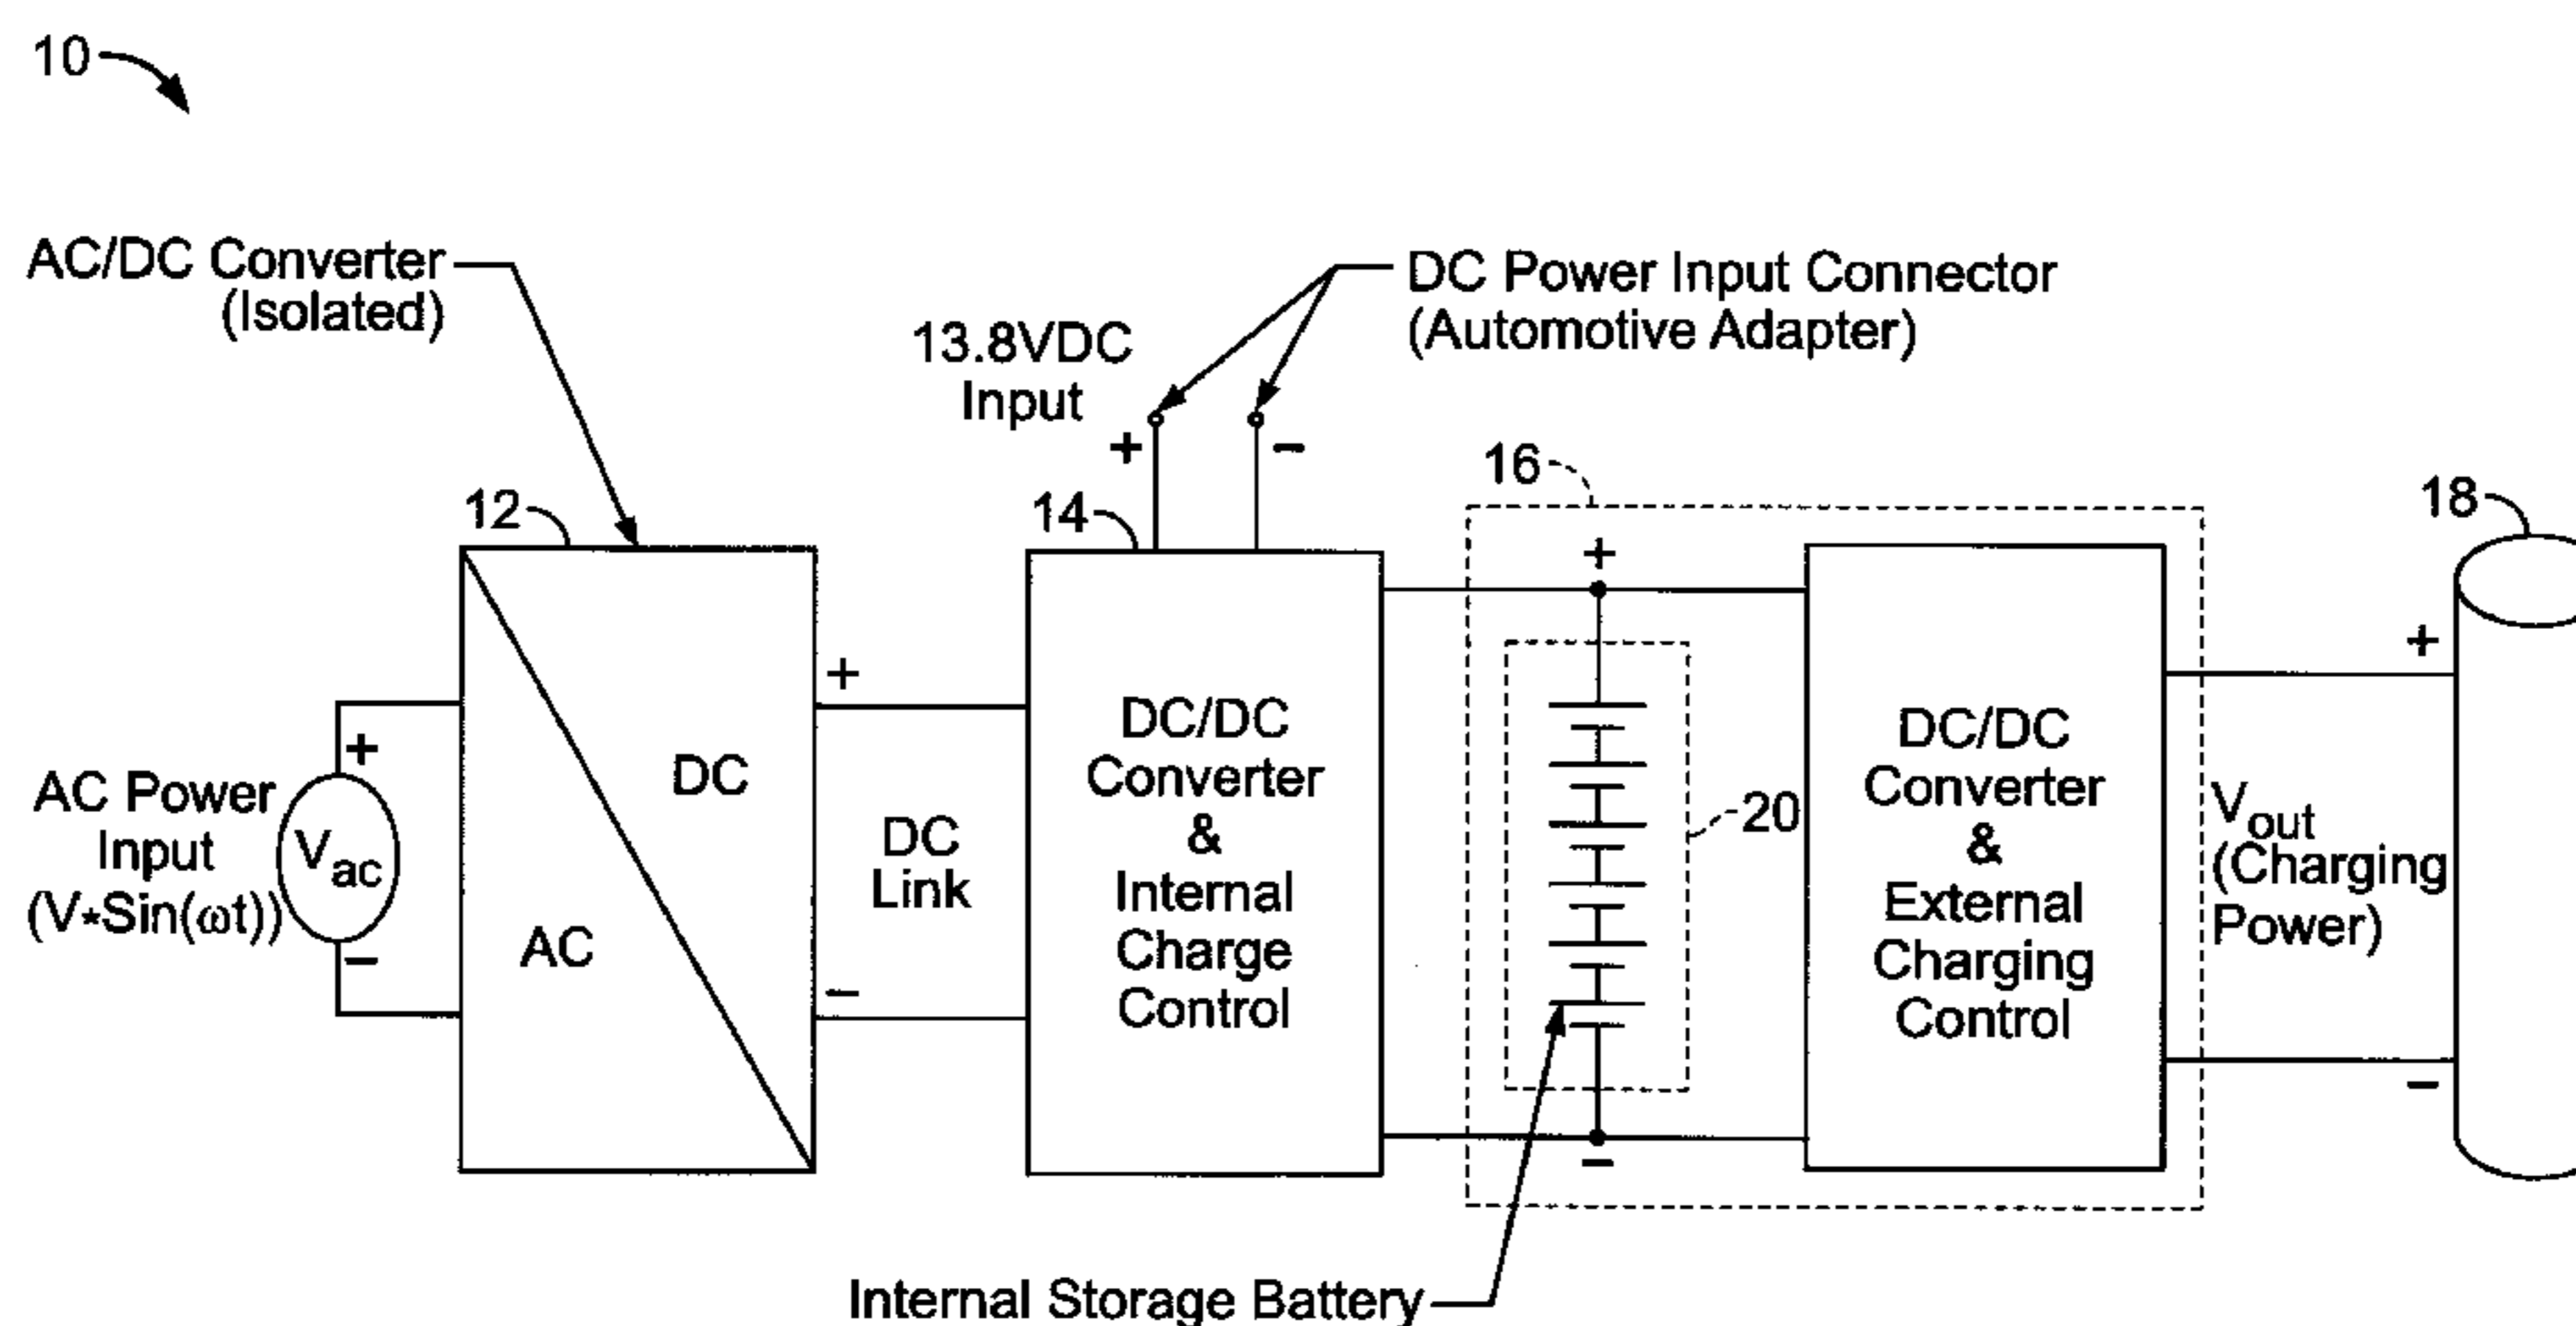 10
AC/DC Converter
(Isolated)
DC Power Input Connector
(Automotive Adapter)
13.8VDC
Input
+
−
16
18
12
14
+
+
+
DC/DC
Converter
&
Internal
Charge
Control
DC/DC
Converter
&
External
Charging
Control
+
DC
20
AC Power
Input
(V*Sin(ωt))
Vac
DC
Link
Vout
(Charging
Power)
AC
−
−
−
−
Internal Storage Battery